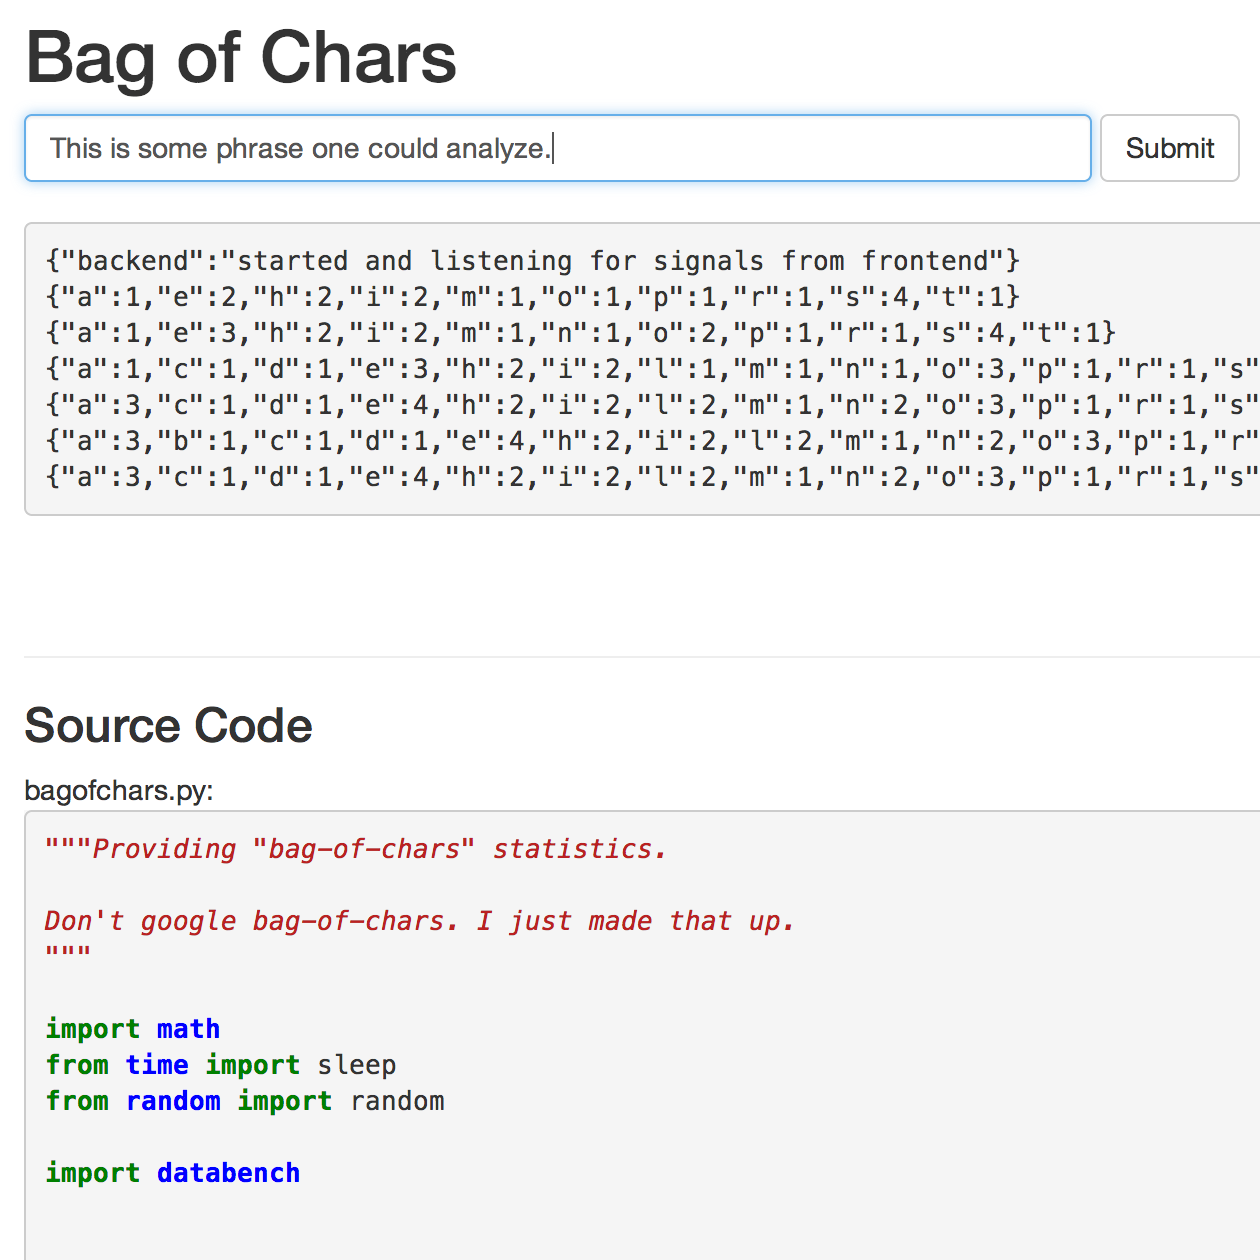 Bag of Chars
This is some phrase one could analyze.
Submit
{"backend":"started and listening for signals from frontend"}
{"a":1,"e":2,"h":2,"i":2,"m":1,"o":1,"p":1,"r":1,"s":4,"t":1}
{"a":1,"e":3,"h":2,"i":2,"m":1,"n":1,"o":2,"p":1,"r":1,"s":4,"t":1}
{"a":1,"c":1,"d":1,"e":3,"h":2,"i":2,"l":1,"m":1,"n":1,"o":3,"p":1,"r":1,"s"
{"a":3,"c":1,"d":1,"e":4,"h":2,"i":2,"l":2,"m":1,"n":2,"o":3,"p":1,"r":1,"s"
{"a":3,"b":1,"c":1,"d":1,"e":4,"h":2,"i":2,"l":2,"m":1,"n":2,"o":3,"p":1,"r"
{"a":3,"c":1,"d":1,"e":4,"h":2,"i":2,"l":2,"m":1,"n":2,"o":3,"p":1,"r":1,"s"
Source Code
bagofchars.py:
"""Providing "bag-of-chars" statistics.
Don't google bag-of-chars. I just made that up.
"""
import math
from time import sleep
from random import random
import databench